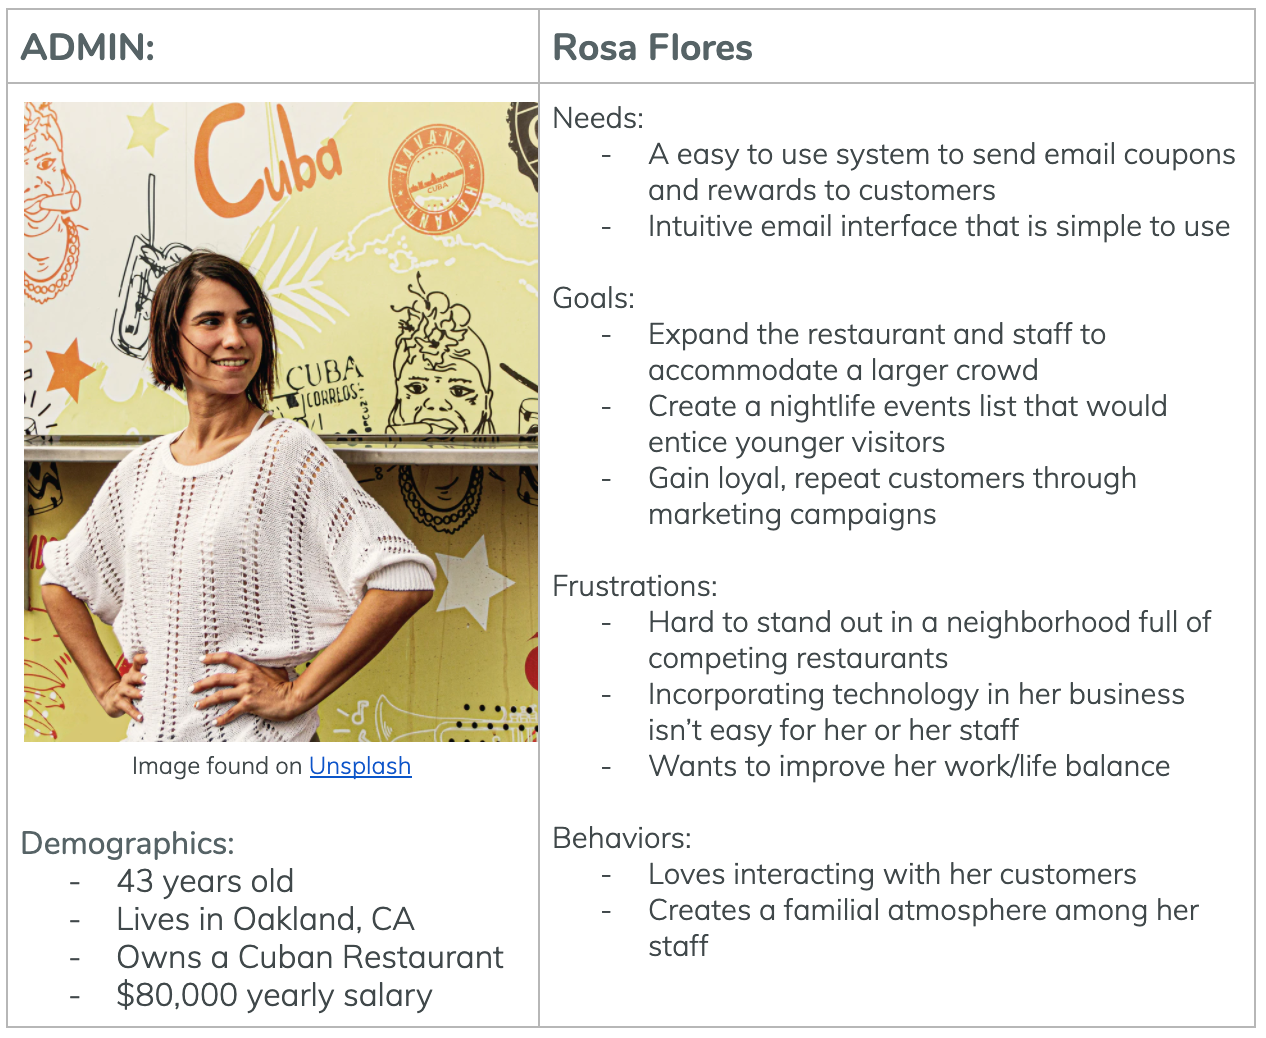 ADMIN:
Rosa Flores
Cuba
HAVANA
HAVANA
CUBA
CUBA
CORREOS
Image found on Unsplash
Demographics:
- 43 years old
- Lives in Oakland, CA
- Owns a Cuban Restaurant
- $80,000 yearly salary
Needs:
- A easy to use system to send email coupons
and rewards to customers
- Intuitive email interface that is simple to use
Goals:
- Expand the restaurant and staff to
accommodate a larger crowd
- Create a nightlife events list that would
entice younger visitors
- Gain loyal, repeat customers through
marketing campaigns
Frustrations:
- Hard to stand out in a neighborhood full of
competing restaurants
- Incorporating technology in her business
isn’t easy for her or her staff
- Wants to improve her work/life balance
Behaviors:
- Loves interacting with her customers
- Creates a familial atmosphere among her
staff